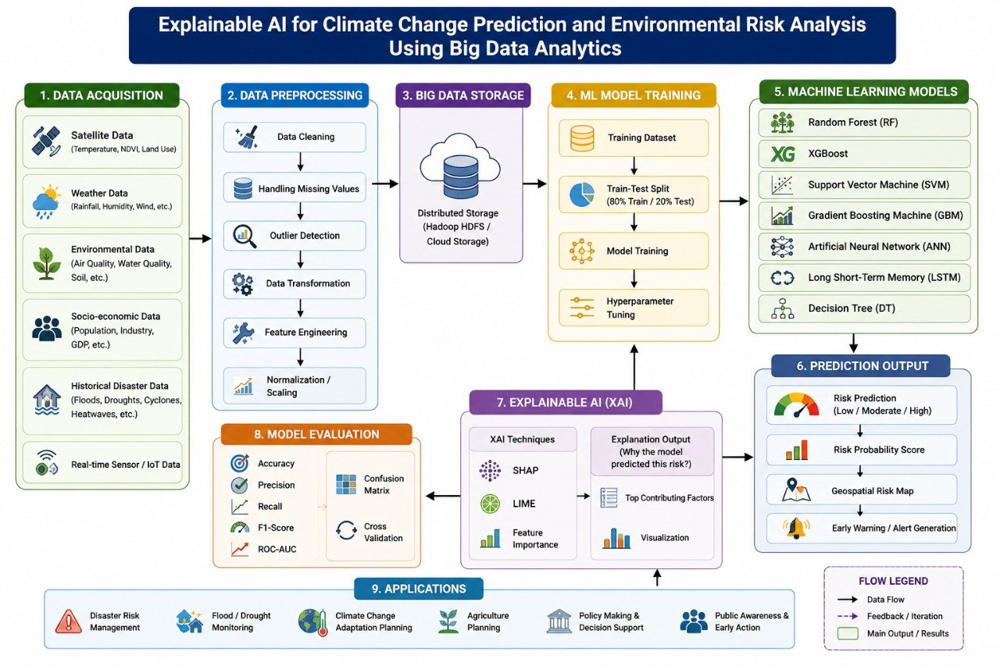 Explainable AI for Climate Change Prediction and Environmental Risk Analysis
Using Big Data Analytics
1. DATA ACQUISITION
Satellite Data
(Temperature, NDVI, Land Use)
Weather Data
(Rainfall, Humidity, Wind, etc.)
Environmental Data
(Air Quality, Water Quality,
Soil, etc.)
Socio-economic Data
(Population, Industry,
GDP, etc.)
Historical Disaster Data
(Floods, Droughts, Cyclones,
Heatwaves, etc.)
Real-time Sensor / IoT Data
2. DATA PREPROCESSING
Data Cleaning
Handling Missing Values
Outlier Detection
Data Transformation
Feature Engineering
Normalization /
Scaling
3. BIG DATA STORAGE
Distributed Storage
(Hadoop HDFS /
Cloud Storage)
4. ML MODEL TRAINING
Training Dataset
Train-Test Split
(80% Train / 20% Test)
Model Training
Hyperparameter
Tuning
5. MACHINE LEARNING MODELS
Random Forest (RF)
XG
XGBoost
Support Vector Machine (SVM)
Gradient Boosting Machine (GBM)
Artificial Neural Network (ANN)
Long Short-Term Memory (LSTM)
Decision Tree (DT)
6. PREDICTION OUTPUT
Risk Prediction
(Low / Moderate / High)
Risk Probability Score
Geospatial Risk Map
Early Warning / Alert Generation
7. EXPLAINABLE AI (XAI)
XAI Techniques
SHAP
LIME
Feature
Importance
Explanation Output
(Why the model
predicted this risk?)
Top Contributing Factors
Visualization
8. MODEL EVALUATION
Accuracy
Precision
Recall
F1-Score
ROC-AUC
Confusion
Matrix
Cross
Validation
9. APPLICATIONS
Disaster Risk
Management
Flood / Drought
Monitoring
Climate Change
Adaptation Planning
Agriculture
Planning
Policy Making &
Decision Support
Public Awareness &
Early Action
FLOW LEGEND
Data Flow
Feedback / Iteration
Main Output / Results